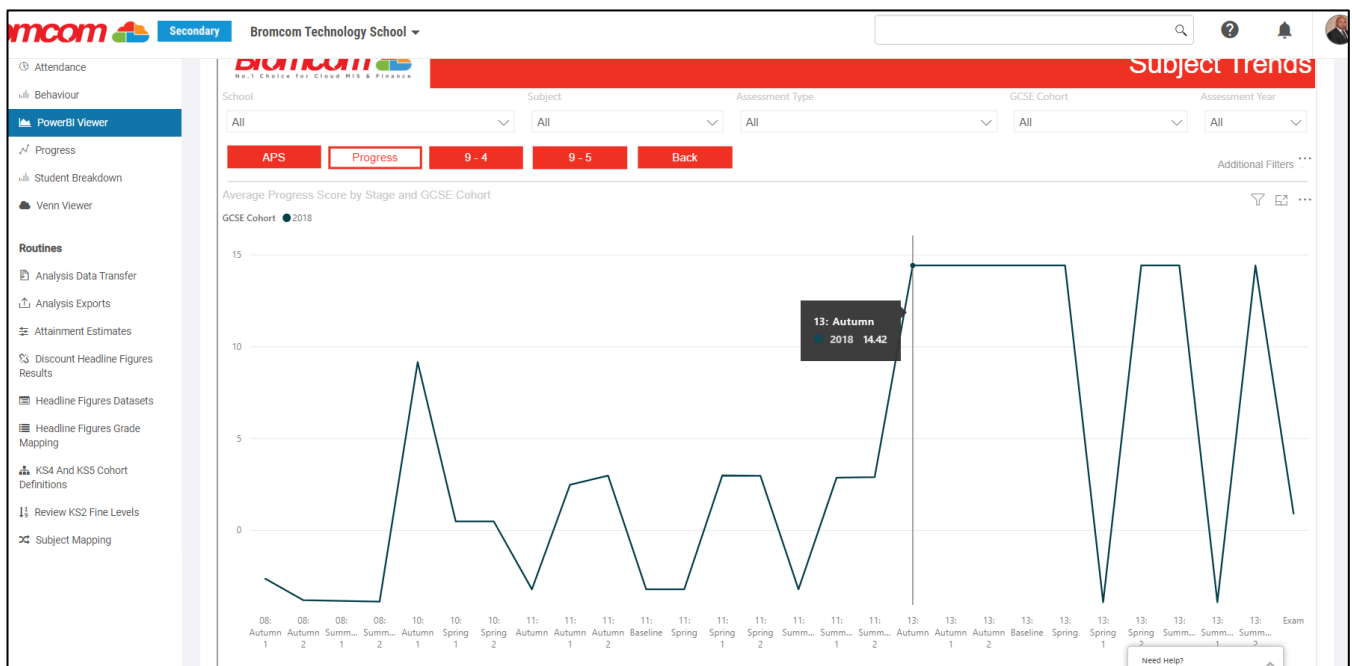 omcom
Secondary
Bromcom Technology School
Attendance
Behaviour
PowerBI Viewer
Progress
Student Breakdown
Venn Viewer
Routines
Analysis Data Transfer
Analysis Exports
Attainment Estimates
Discount Headline Figures
Results
Headline Figures Datasets
Headline Figures Grade
Mapping
KS4 And KS5 Cohort
Definitions
Review KS2 Fine Levels
Subject Mapping
Bromcom
No.1 Choice for Cloud MIS & Finance
Subject Trends
School Subject Assessment Type GCSE Cohort Assessment Year
All All All All All
APS Progress 9 - 4 9 - 5 Back
Additional Filters ...
Average Progress Score by Stage and GCSE Cohort
GCSE Cohort 2018
15
10
5
0
13: Autumn
2018 14.42
08: 08: 08: 08: 10: 10: 10: 11: 11: 11: 11: 11: 11: 11: 11: 11: 11: 13: 13: 13: 13: 13: 13: 13: 13: 13: 13: Exam
Autumn Autumn Summ... Summ... Autumn Spring Spring Autumn Autumn Autumn Baseline Spring Spring Spring Summ... Summ... Summ... Autumn Autumn Autumn Baseline Spring Spring Spring Summ... Summ... Summ...
1 2 1 2 1 1 2 1 2 1 2 1 2 1 2 1 2 1 2
Need Help?